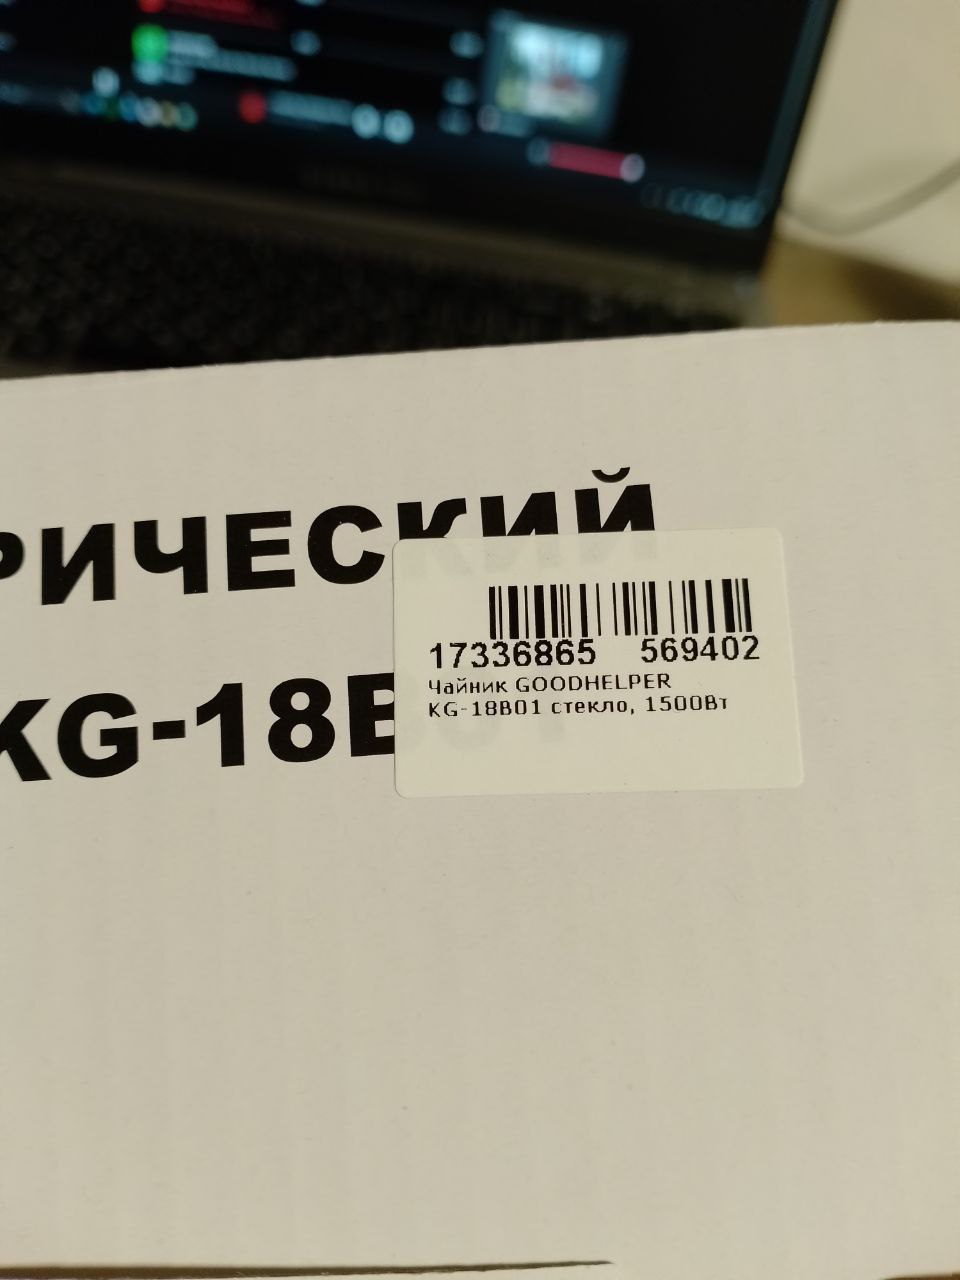 РИЧЕСКИЙ
17336865 569402
Чайник GOODHELPER
KG-18B01 стекло, 1500Вт
KG-18B